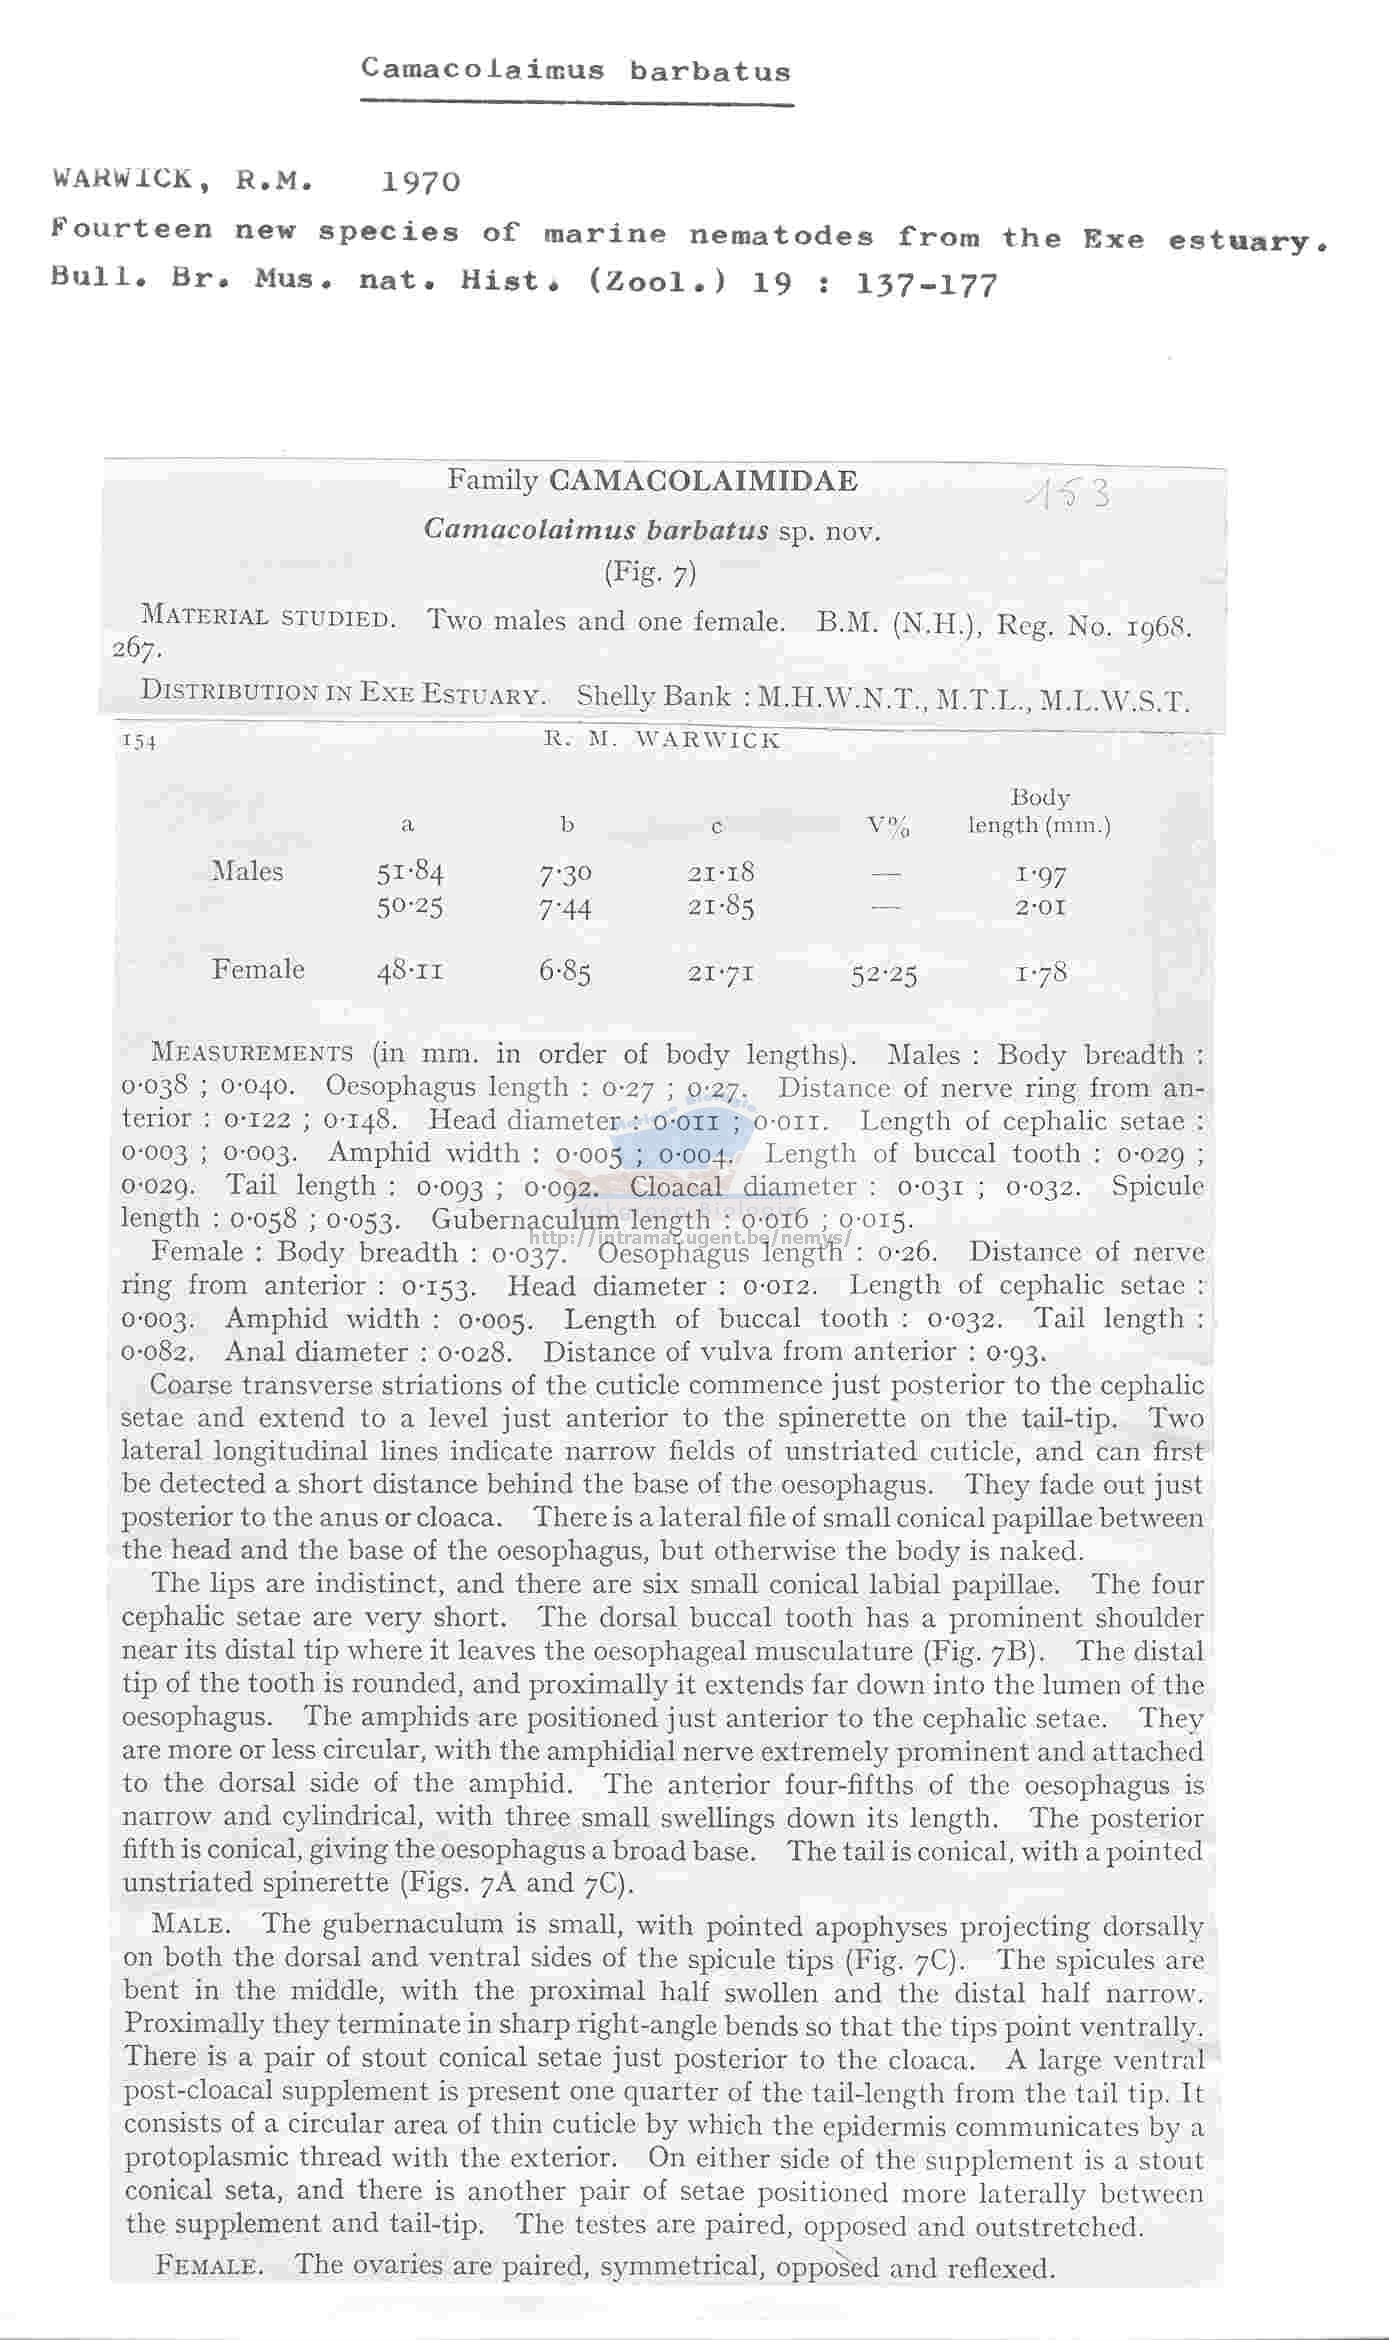 Camacolaimus barbatus
WARWICK, R.M. 1970
Fourteen new species of marine nematodes from the Exe estuary.
Bull. Br. Mus. nat. Hist. (Zool.) 19 : 137-177
Family CAMACOLAIMIDAE
153
Camacolaimus barbatus sp. nov.
(Fig. 7)
MATERIAL STUDIED. Two males and one female. B.M. (N.H.), Reg. No. 1968.
267.
DISTRIBUTION IN EXE ESTUARY. Shelly Bank : M.H.W.N.T., M.T.L., M.L.W.S.T.
154 R. M. WARWICK
Body
a b c V% length (mm.)
Males 51·84 7·30 21·18 — 1·97
50·25 7·44 21·85 — 2·01
Female 48·11 6·85 21·71 52·25 1·78
MEASUREMENTS (in mm. in order of body lengths). Males : Body breadth :
0·038 ; 0·040. Oesophagus length : 0·27 ; 0·27. Distance of nerve ring from an-
terior : 0·122 ; 0·148. Head diameter : 0·011 ; 0·011. Length of cephalic setae :
0·003 ; 0·003. Amphid width : 0·005 ; 0·004. Length of buccal tooth : 0·029 ;
0·029. Tail length : 0·093 ; 0·092. Cloacal diameter : 0·031 ; 0·032. Spicule
length : 0·058 ; 0·053. Gubernaculum length : 0·016 ; 0·015.
http://intramar.ugent.be/nemys/
Female : Body breadth : 0·037. Oesophagus length : 0·26. Distance of nerve
ring from anterior : 0·153. Head diameter : 0·012. Length of cephalic setae :
0·003. Amphid width : 0·005. Length of buccal tooth : 0·032. Tail length :
0·082. Anal diameter : 0·028. Distance of vulva from anterior : 0·93.
Coarse transverse striations of the cuticle commence just posterior to the cephalic
setae and extend to a level just anterior to the spinerette on the tail-tip. Two
lateral longitudinal lines indicate narrow fields of unstriated cuticle, and can first
be detected a short distance behind the base of the oesophagus. They fade out just
posterior to the anus or cloaca. There is a lateral file of small conical papillae between
the head and the base of the oesophagus, but otherwise the body is naked.
The lips are indistinct, and there are six small conical labial papillae. The four
cephalic setae are very short. The dorsal buccal tooth has a prominent shoulder
near its distal tip where it leaves the oesophageal musculature (Fig. 7B). The distal
tip of the tooth is rounded, and proximally it extends far down into the lumen of the
oesophagus. The amphids are positioned just anterior to the cephalic setae. They
are more or less circular, with the amphidial nerve extremely prominent and attached
to the dorsal side of the amphid. The anterior four-fifths of the oesophagus is
narrow and cylindrical, with three small swellings down its length. The posterior
fifth is conical, giving the oesophagus a broad base. The tail is conical, with a pointed
unstriated spinerette (Figs. 7A and 7C).
MALE. The gubernaculum is small, with pointed apophyses projecting dorsally
on both the dorsal and ventral sides of the spicule tips (Fig. 7C). The spicules are
bent in the middle, with the proximal half swollen and the distal half narrow.
Proximally they terminate in sharp right-angle bends so that the tips point ventrally.
There is a pair of stout conical setae just posterior to the cloaca. A large ventral
post-cloacal supplement is present one quarter of the tail-length from the tail tip. It
consists of a circular area of thin cuticle by which the epidermis communicates by a
protoplasmic thread with the exterior. On either side of the supplement is a stout
conical seta, and there is another pair of setae positioned more laterally between
the supplement and tail-tip. The testes are paired, opposed and outstretched.
FEMALE. The ovaries are paired, symmetrical, opposed and reflexed.